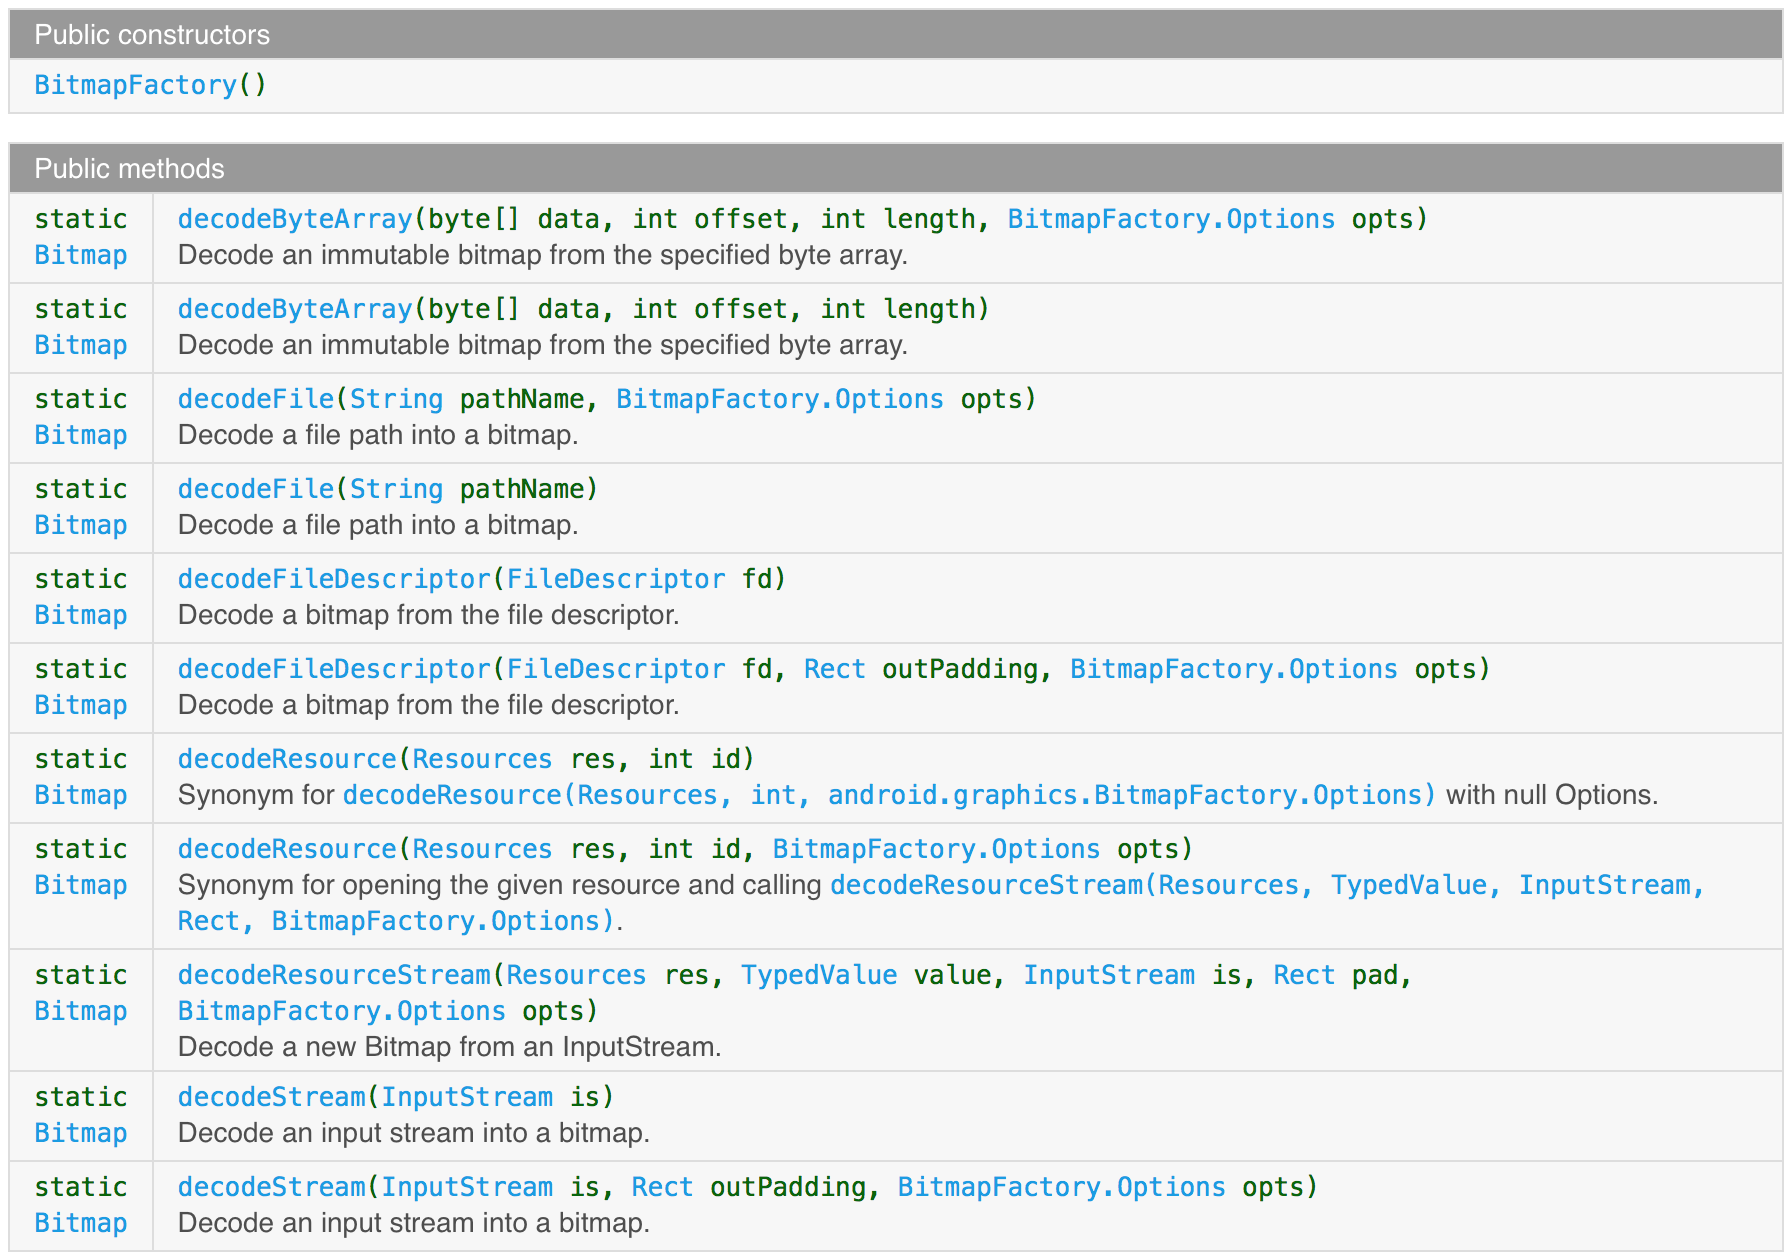 Public constructors
BitmapFactory()
Public methods
static Bitmap
decodeByteArray(byte[] data, int offset, int length, BitmapFactory.Options opts)
Decode an immutable bitmap from the specified byte array.
static Bitmap
decodeByteArray(byte[] data, int offset, int length)
Decode an immutable bitmap from the specified byte array.
static Bitmap
decodeFile(String pathName, BitmapFactory.Options opts)
Decode a file path into a bitmap.
static Bitmap
decodeFile(String pathName)
Decode a file path into a bitmap.
static Bitmap
decodeFileDescriptor(FileDescriptor fd)
Decode a bitmap from the file descriptor.
static Bitmap
decodeFileDescriptor(FileDescriptor fd, Rect outPadding, BitmapFactory.Options opts)
Decode a bitmap from the file descriptor.
static Bitmap
decodeResource(Resources res, int id)
Synonym for decodeResource(Resources, int, android.graphics.BitmapFactory.Options) with null Options.
static Bitmap
decodeResource(Resources res, int id, BitmapFactory.Options opts)
Synonym for opening the given resource and calling decodeResourceStream(Resources, TypedValue, InputStream,
Rect, BitmapFactory.Options).
static Bitmap
decodeResourceStream(Resources res, TypedValue value, InputStream is, Rect pad,
BitmapFactory.Options opts)
Decode a new Bitmap from an InputStream.
static Bitmap
decodeStream(InputStream is)
Decode an input stream into a bitmap.
static Bitmap
decodeStream(InputStream is, Rect outPadding, BitmapFactory.Options opts)
Decode an input stream into a bitmap.